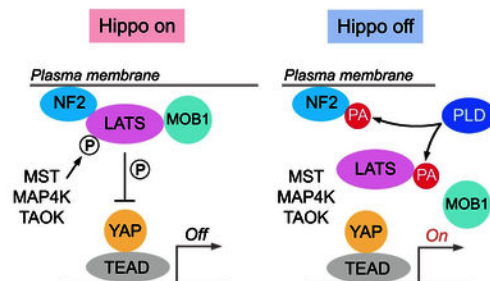 Hippo on
Plasma membrane
NF2
LATS
MOB1
P
P
MST
MAP4K
TAOK
YAP
Off
TEAD
Hippo off
Plasma membrane
NF2
PA
PLD
LATS
PA
MST
MAP4K
TAOK
MOB1
YAP
On
TEAD